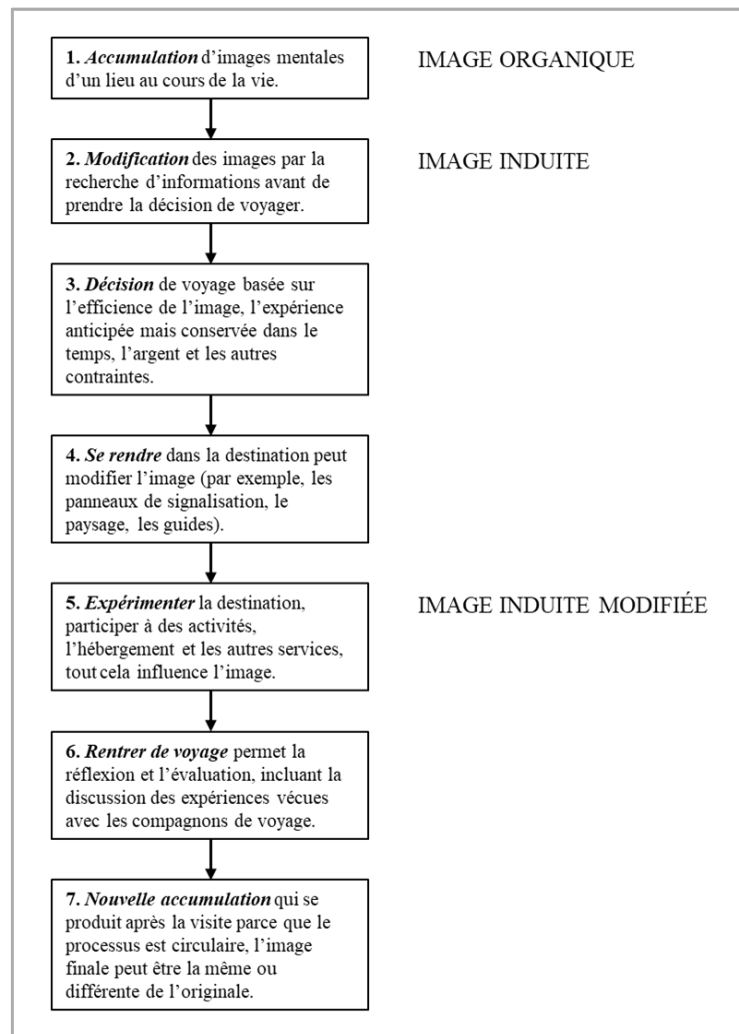 1. Accumulation d’images mentales
d’un lieu au cours de la vie.
IMAGE ORGANIQUE
2. Modification des images par la
recherche d’informations avant de
prendre la décision de voyager.
IMAGE INDUITE
3. Décision de voyage basée sur
l’efficience de l’image, l’expérience
anticipée mais conservée dans le
temps, l’argent et les autres
contraintes.
4. Se rendre dans la destination peut
modifier l’image (par exemple, les
panneaux de signalisation, le
paysage, les guides).
5. Expérimenter la destination,
participer à des activités,
l’hébergement et les autres services,
tout cela influence l’image.
IMAGE INDUITE MODIFIÉE
6. Rentrer de voyage permet la
réflexion et l’évaluation, incluant la
discussion des expériences vécues
avec les compagnons de voyage.
7. Nouvelle accumulation qui se
produit après la visite parce que le
processus est circulaire, l’image
finale peut être la même ou
différente de l’originale.